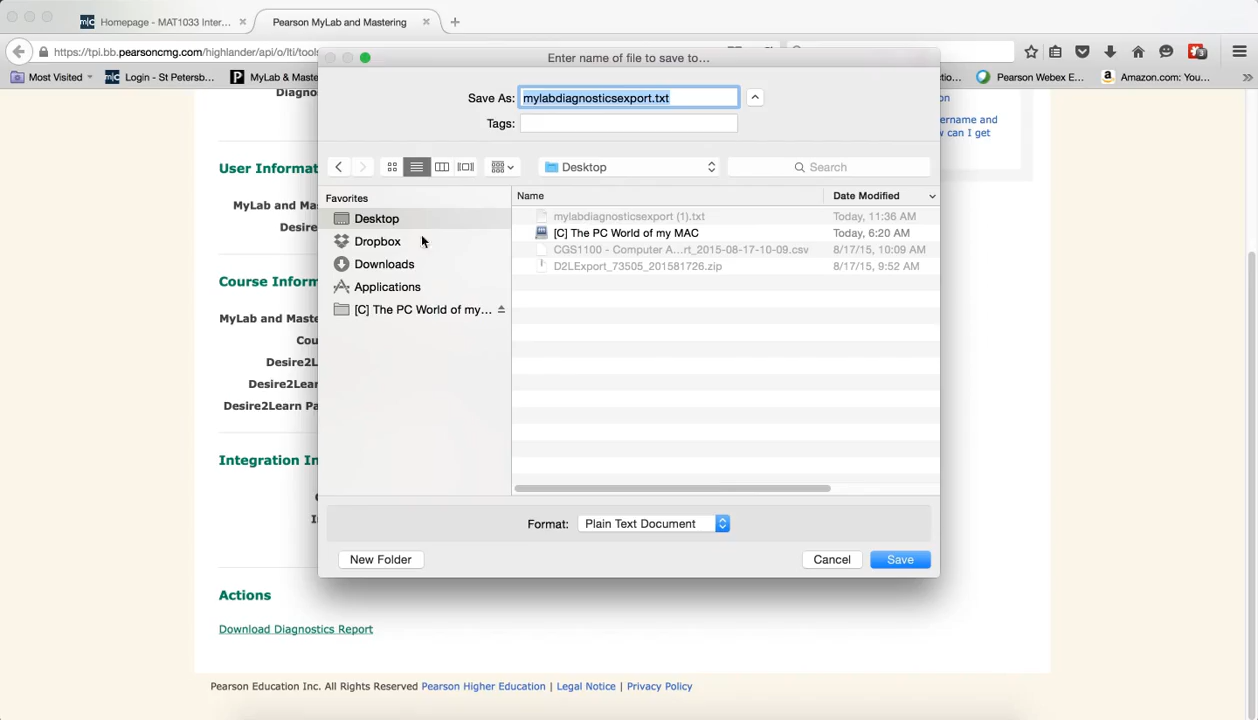 Homepage - MAT1033 Inter...
Pearson MyLab and Mastering
https://tpi.bb.pearsoncmg.com/highlander/api/o/lti/tools
Most Visited
Login - St Petersb...
MyLab & Maste
Pearson Webex E...
Amazon.com: You...
Enter name of file to save to...
Save As: mylabdiagnosticsexport.txt
Tags:
Desktop
Search
Favorites
Desktop
Dropbox
Downloads
Applications
[C] The PC World of my...
Name
Date Modified
mylabdiagnosticsexport (1).txt
Today, 11:36 AM
[C] The PC World of my MAC
Today, 6:20 AM
CGS1100 - Computer A...rt_2015-08-17-10-09.csv
8/17/15, 10:09 AM
D2LExport_73505_201581726.zip
8/17/15, 9:52 AM
Format: Plain Text Document
New Folder
Cancel
Save
Diagno
User Informat
MyLab and Mast
Desire
Course Inform
MyLab and Maste
Cou
Desire2L
Desire2Learn
Desire2Learn Pa
Integration In
Actions
Download Diagnostics Report
on
ername and
w can I get
Pearson Education Inc. All Rights Reserved Pearson Higher Education | Legal Notice | Privacy Policy